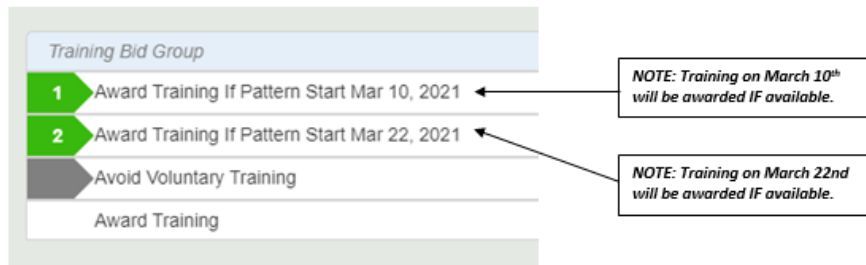 Training Bid Group
1 Award Training If Pattern Start Mar 10, 2021
2 Award Training If Pattern Start Mar 22, 2021
Avoid Voluntary Training
Award Training
NOTE: Training on March 10th
will be awarded IF available.
NOTE: Training on March 22nd
will be awarded IF available.